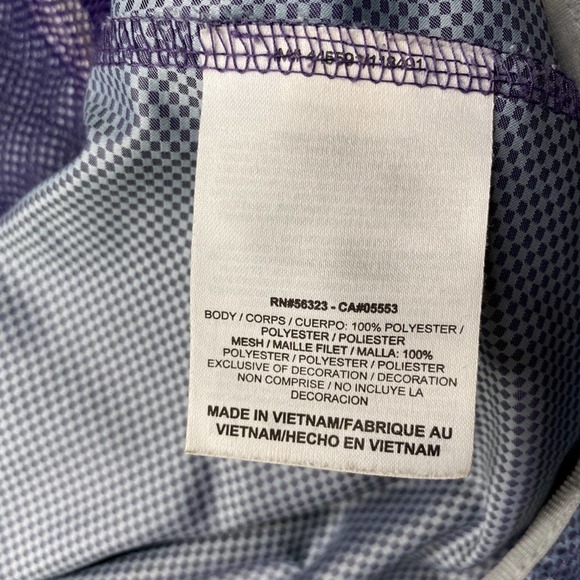 RN#56323 - CA#05553
BODY / CORPS / CUERPO: 100% POLYESTER /
POLYESTER / POLIESTER
MESH / MAILLE FILET / MALLA: 100%
POLYESTER / POLYESTER / POLIESTER
EXCLUSIVE OF DECORATION / DECORATION
NON COMPRISE / NO INCLUYE LA
DECORACION
MADE IN VIETNAM/FABRIQUE AU
VIETNAM/HECHO EN VIETNAM